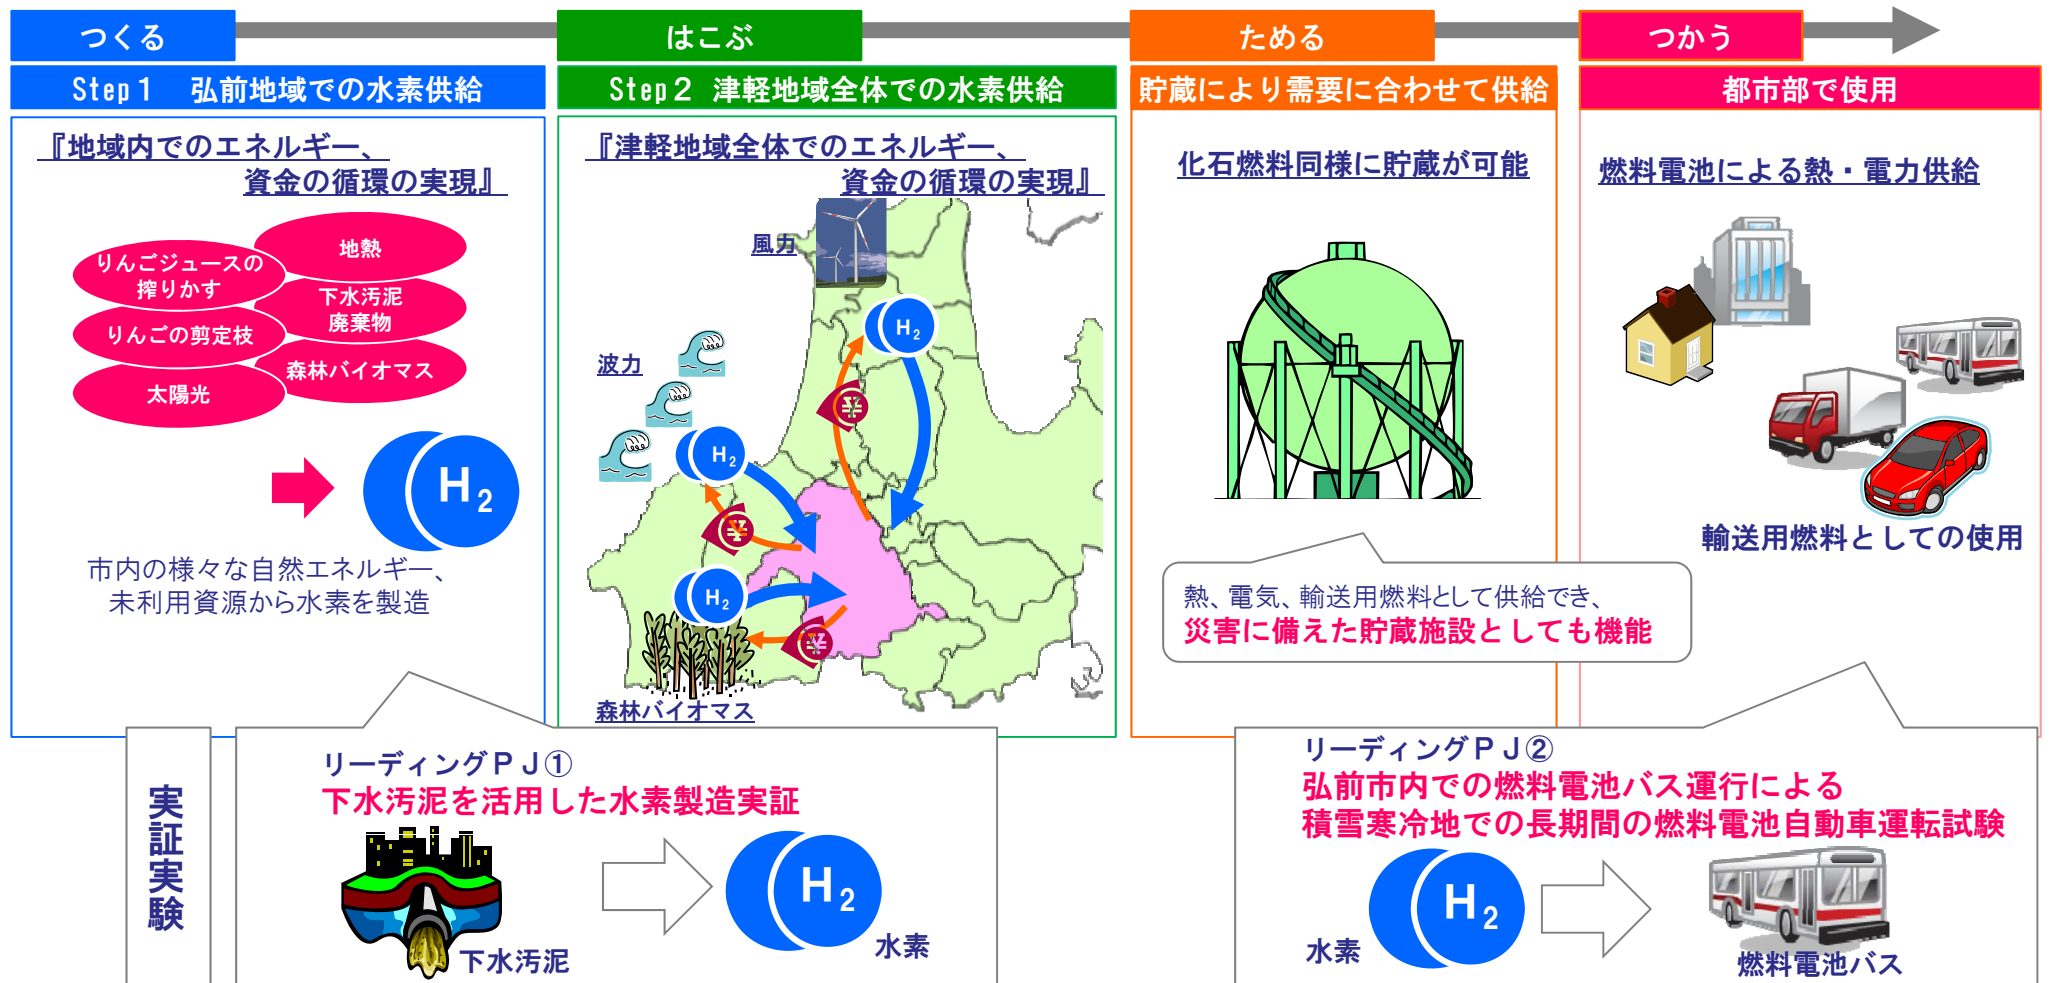 つくる
はこぶ
ためる
つかう
Step1 弘前地域での水素供給
Step2 津軽地域全体での水素供給
貯蔵により需要に合わせて供給
都市部で使用
『地域内でのエネルギー、
資金の循環の実現』
地熱
りんごジュースの
搾りかす
下水汚泥
廃棄物
りんごの剪定枝
森林バイオマス
太陽光
H2
市内の様々な自然エネルギー、
未利用資源から水素を製造
『津軽地域全体でのエネルギー、
資金の循環の実現』
風力
H2
波力
¥
H2
¥
H2
¥
森林バイオマス
化石燃料同様に貯蔵が可能
熱、電気、輸送用燃料として供給でき、
災害に備えた貯蔵施設としても機能
燃料電池による熱・電力供給
輸送用燃料としての使用
実証実験
リーディングPJ①
下水汚泥を活用した水素製造実証
下水汚泥
H2
水素
リーディングPJ②
弘前市内での燃料電池バス運行による
積雪寒冷地での長期間の燃料電池自動車運転試験
H2
水素
燃料電池バス